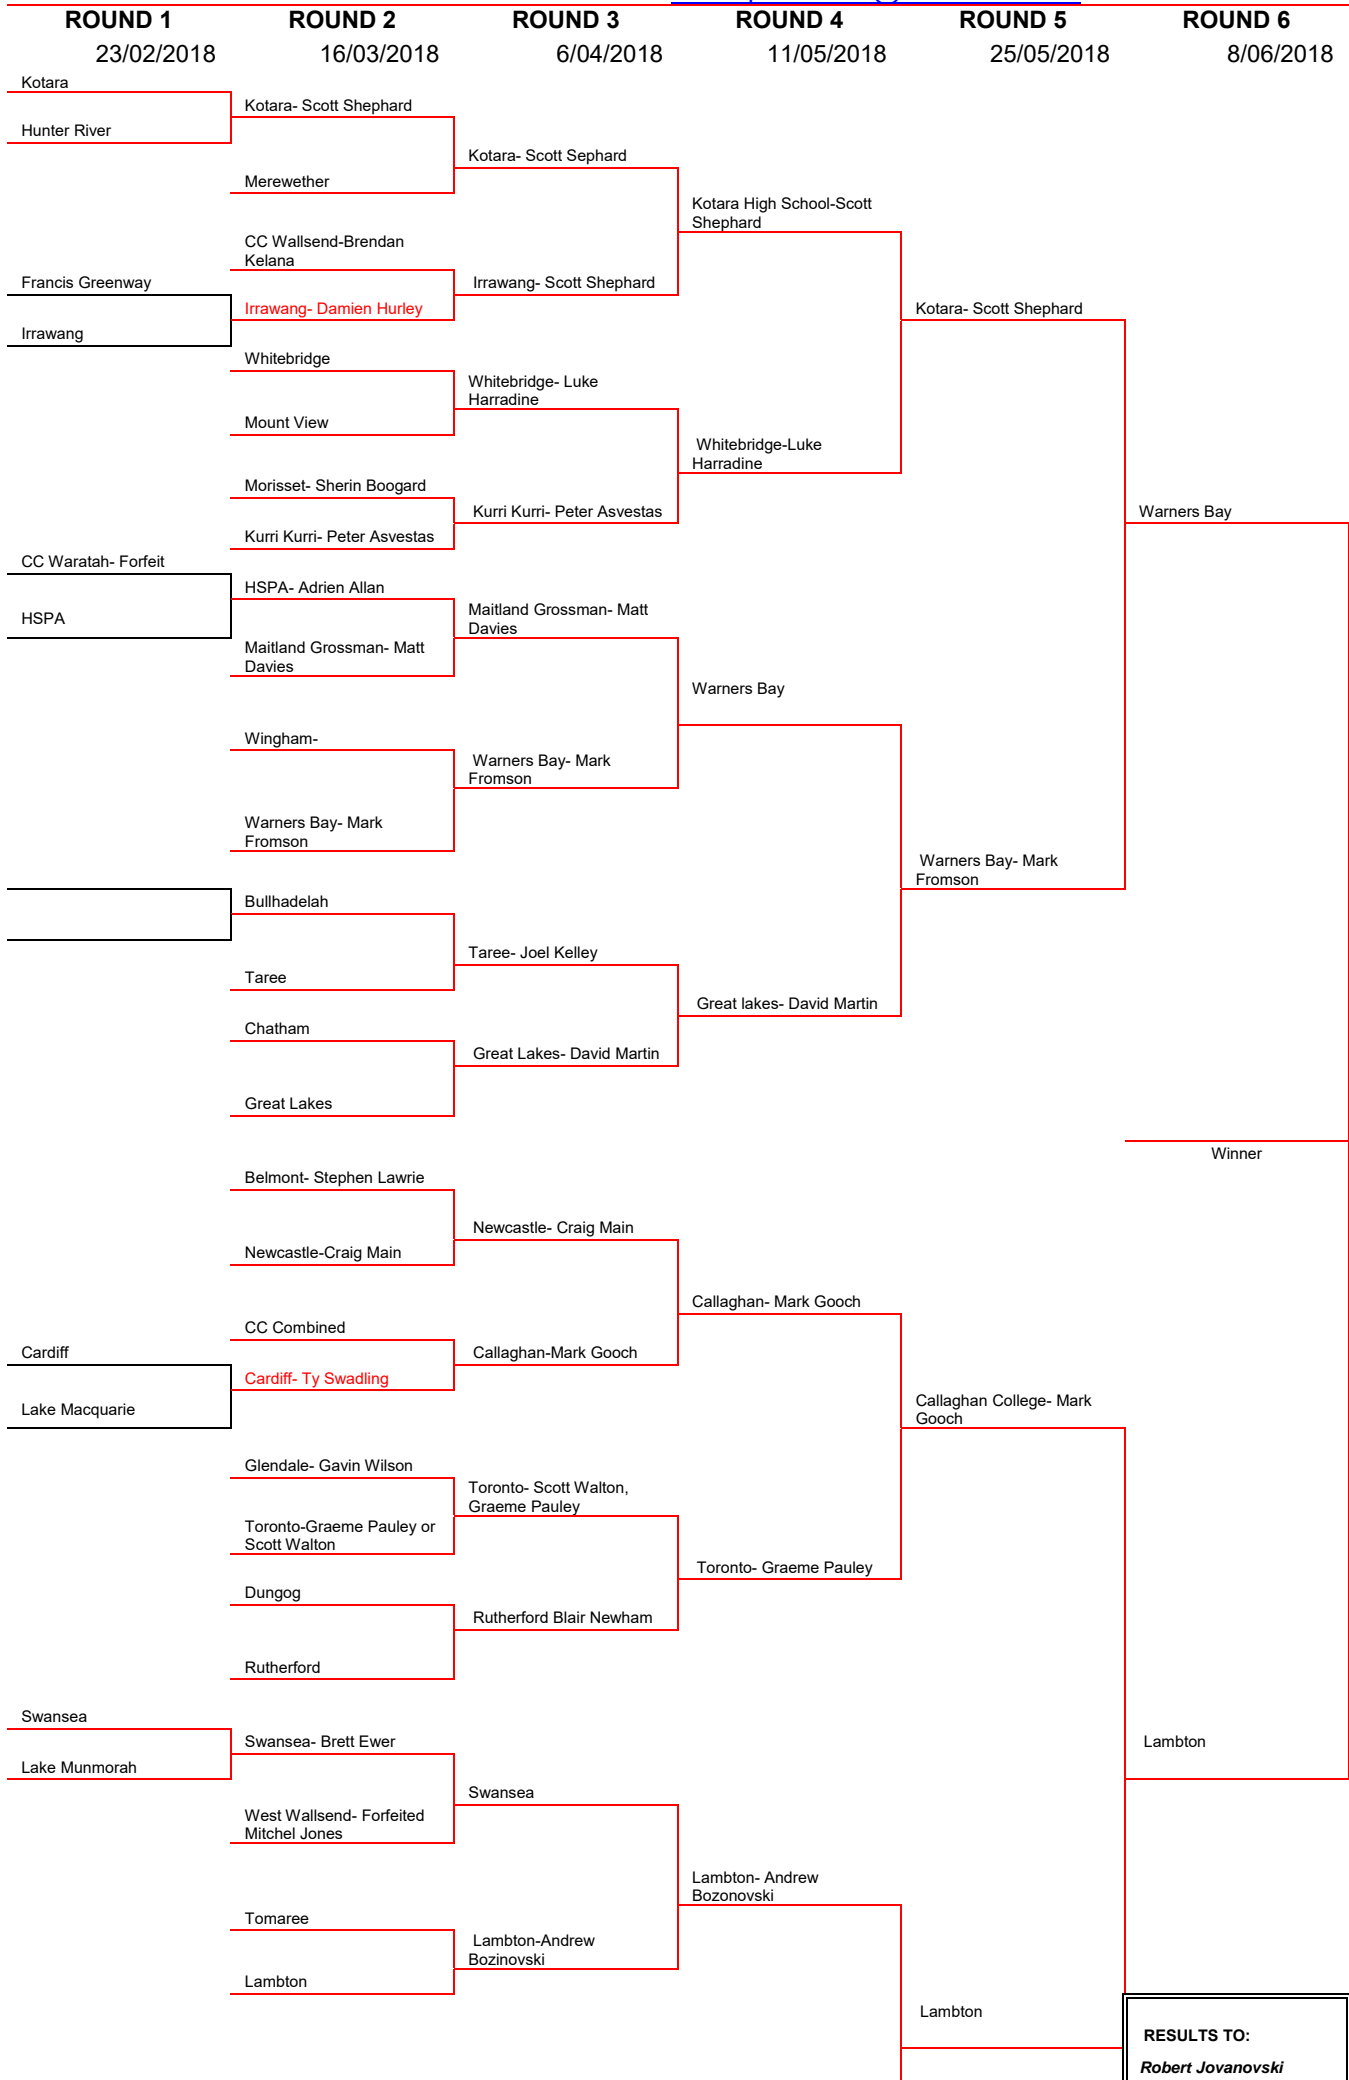 ROUND 1 ROUND 2 ROUND 3 ROUND 4 ROUND 5 ROUND 6
23/02/2018 16/03/2018 6/04/2018 11/05/2018 25/05/2018 8/06/2018
Kotara
Kotara- Scott Shephard
Hunter River
Kotara- Scott Sephard
Merewether
Kotara High School-Scott
Shephard
CC Wallsend-Brendan
Kelana
Francis Greenway
Irrawang- Scott Shephard
Irrawang- Damien Hurley
Kotara- Scott Shephard
Irrawang
Whitebridge
Whitebridge- Luke
Harradine
Mount View
Whitebridge-Luke
Harradine
Morisset- Sherin Boogard
Kurri Kurri- Peter Asvestas
Warners Bay
Kurri Kurri- Peter Asvestas
CC Waratah- Forfeit
HSPA- Adrien Allan
Maitland Grossman- Matt
Davies
HSPA
Maitland Grossman- Matt
Davies
Warners Bay
Wingham-
Warners Bay- Mark
Fromson
Warners Bay- Mark
Fromson
Warners Bay- Mark
Fromson
Bullhadelah
Taree- Joel Kelley
Taree
Great lakes- David Martin
Chatham
Great Lakes- David Martin
Great Lakes
Winner
Belmont- Stephen Lawrie
Newcastle- Craig Main
Newcastle-Craig Main
Callaghan- Mark Gooch
CC Combined
Cardiff
Callaghan-Mark Gooch
Cardiff- Ty Swadling
Callaghan College- Mark
Gooch
Lake Macquarie
Glendale- Gavin Wilson
Toronto- Scott Walton,
Graeme Pauley
Toronto-Graeme Pauley or
Scott Walton
Toronto- Graeme Pauley
Dungog
Rutherford Blair Newham
Rutherford
Swansea
Swansea- Brett Ewer
Lambton
Lake Munmorah
Swansea
West Wallsend- Forfeited
Mitchel Jones
Lambton- Andrew
Bozonovski
Tomaree
Lambton-Andrew
Bozinovski
Lambton
Lambton
RESULTS TO:
Robert Jovanovski